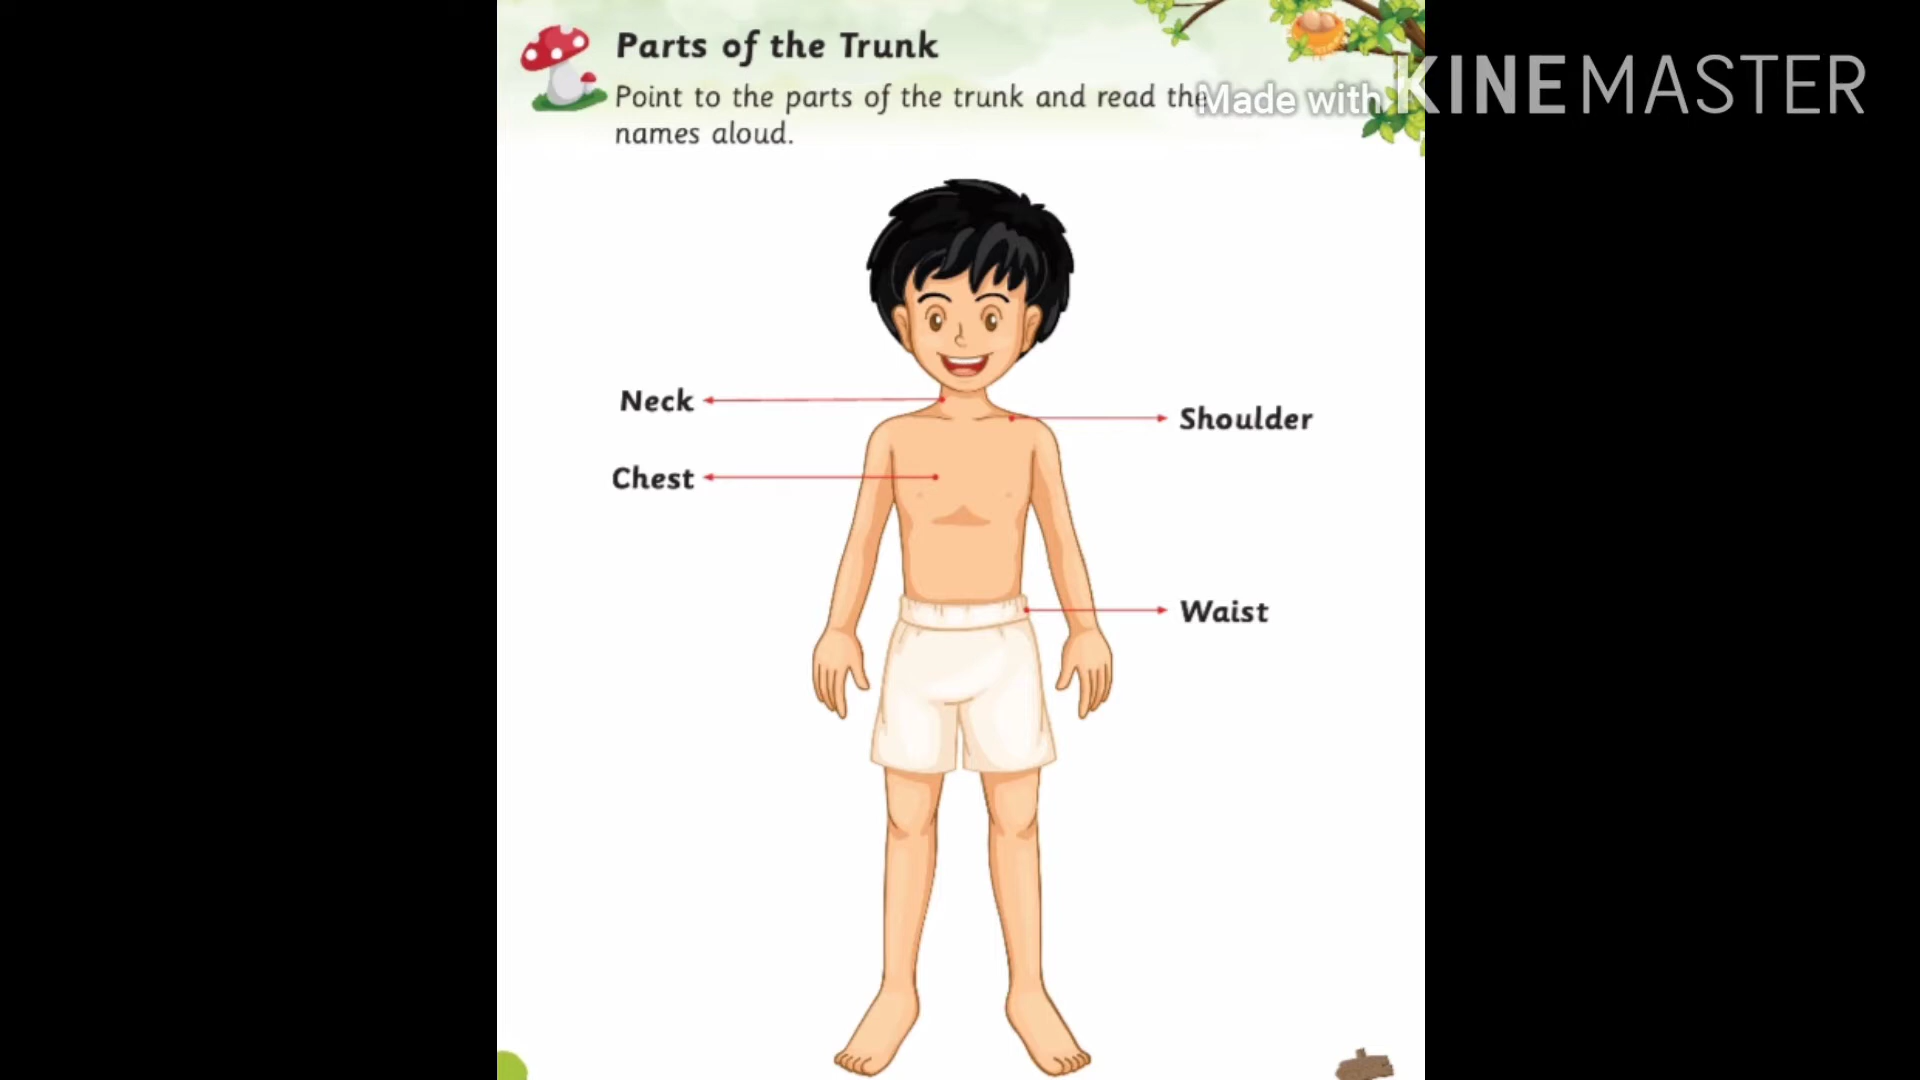 Parts of the Trunk
Point to the parts of the trunk and read the
names aloud.
Made with KINEMASTER
Neck
Shoulder
Chest
Waist